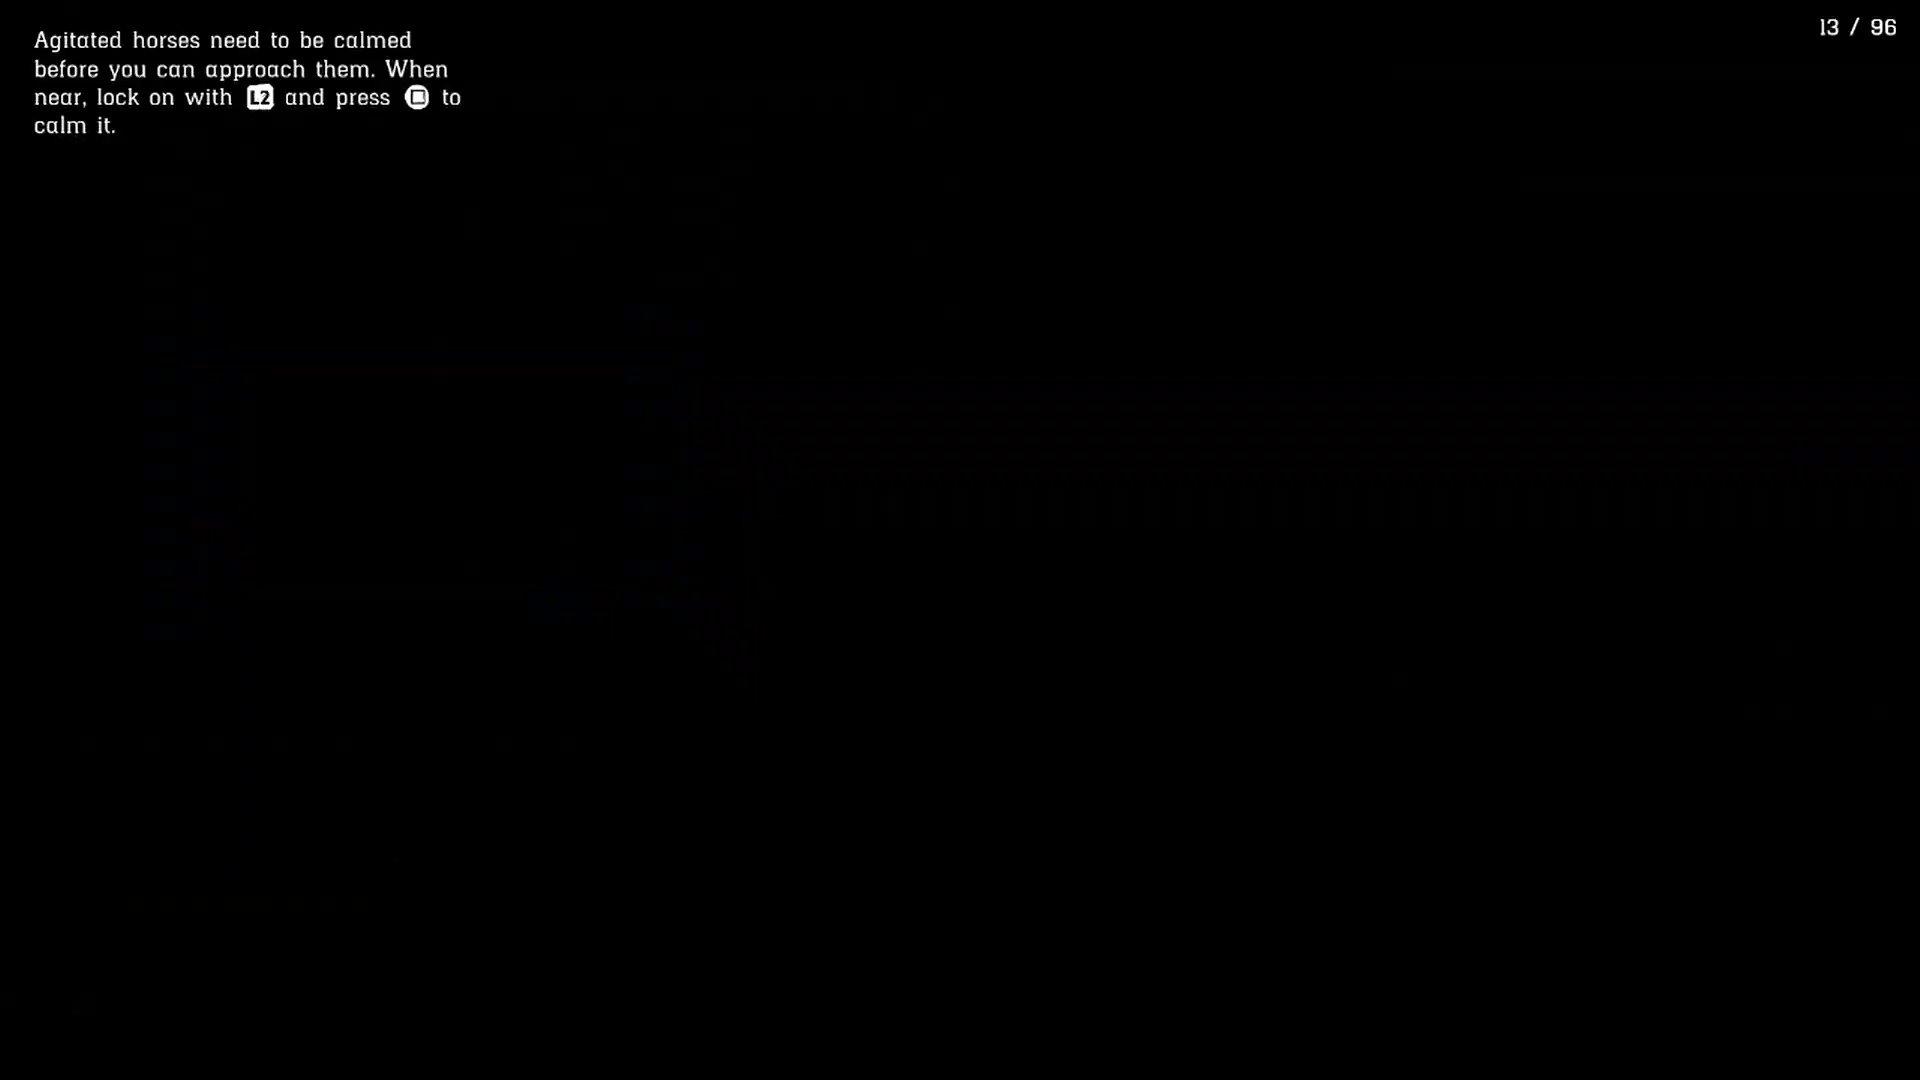 Agitated horses need to be calmed
before you can approach them. When
near, lock on with L2 and press to
calm it.
13 / 96